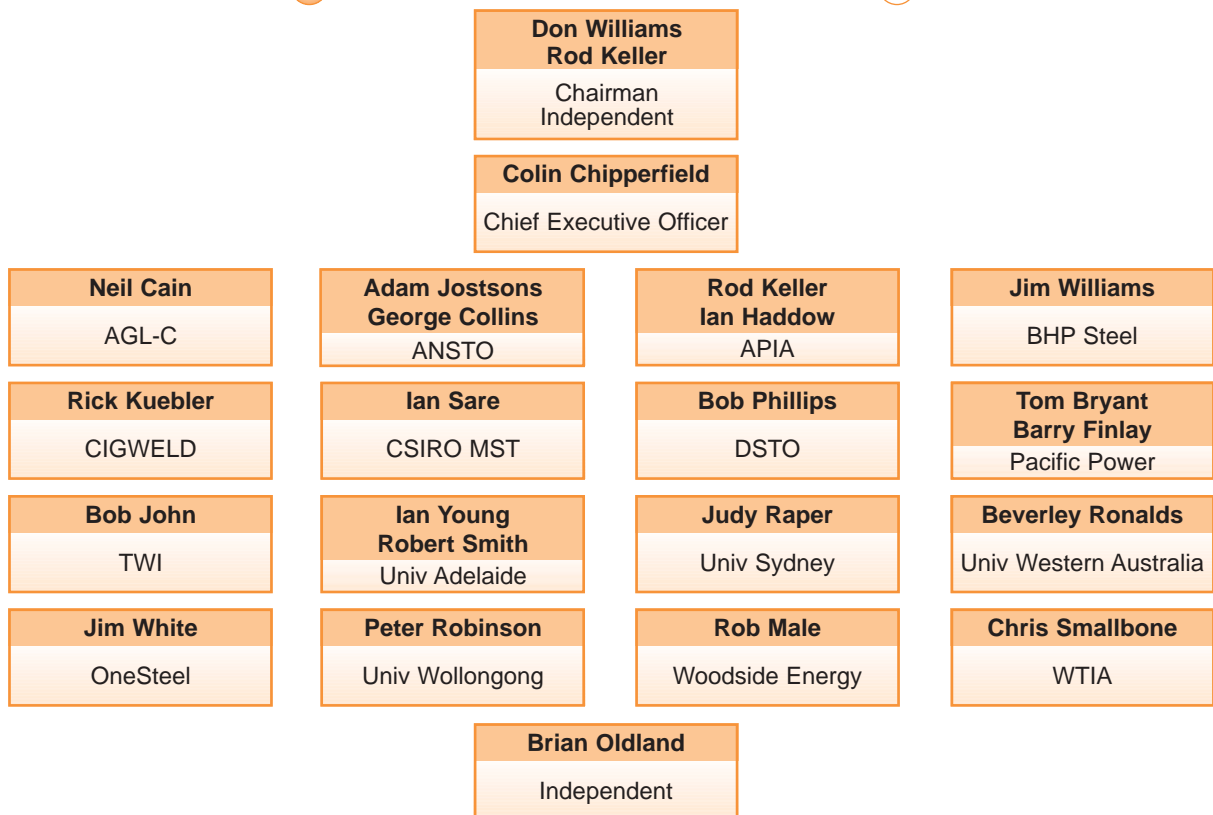 Don Williams
Rod Keller
Chairman
Independent
Colin Chipperfield
Chief Executive Officer
Neil Cain
AGL-C
Adam Jostsons
George Collins
ANSTO
Rod Keller
Ian Haddow
APIA
Jim Williams
BHP Steel
Rick Kuebler
CIGWELD
Ian Sare
CSIRO MST
Bob Phillips
DSTO
Tom Bryant
Barry Finlay
Pacific Power
Bob John
TWI
Ian Young
Robert Smith
Univ Adelaide
Judy Raper
Univ Sydney
Beverley Ronalds
Univ Western Australia
Jim White
OneSteel
Peter Robinson
Univ Wollongong
Rob Male
Woodside Energy
Chris Smallbone
WTIA
Brian Oldland
Independent